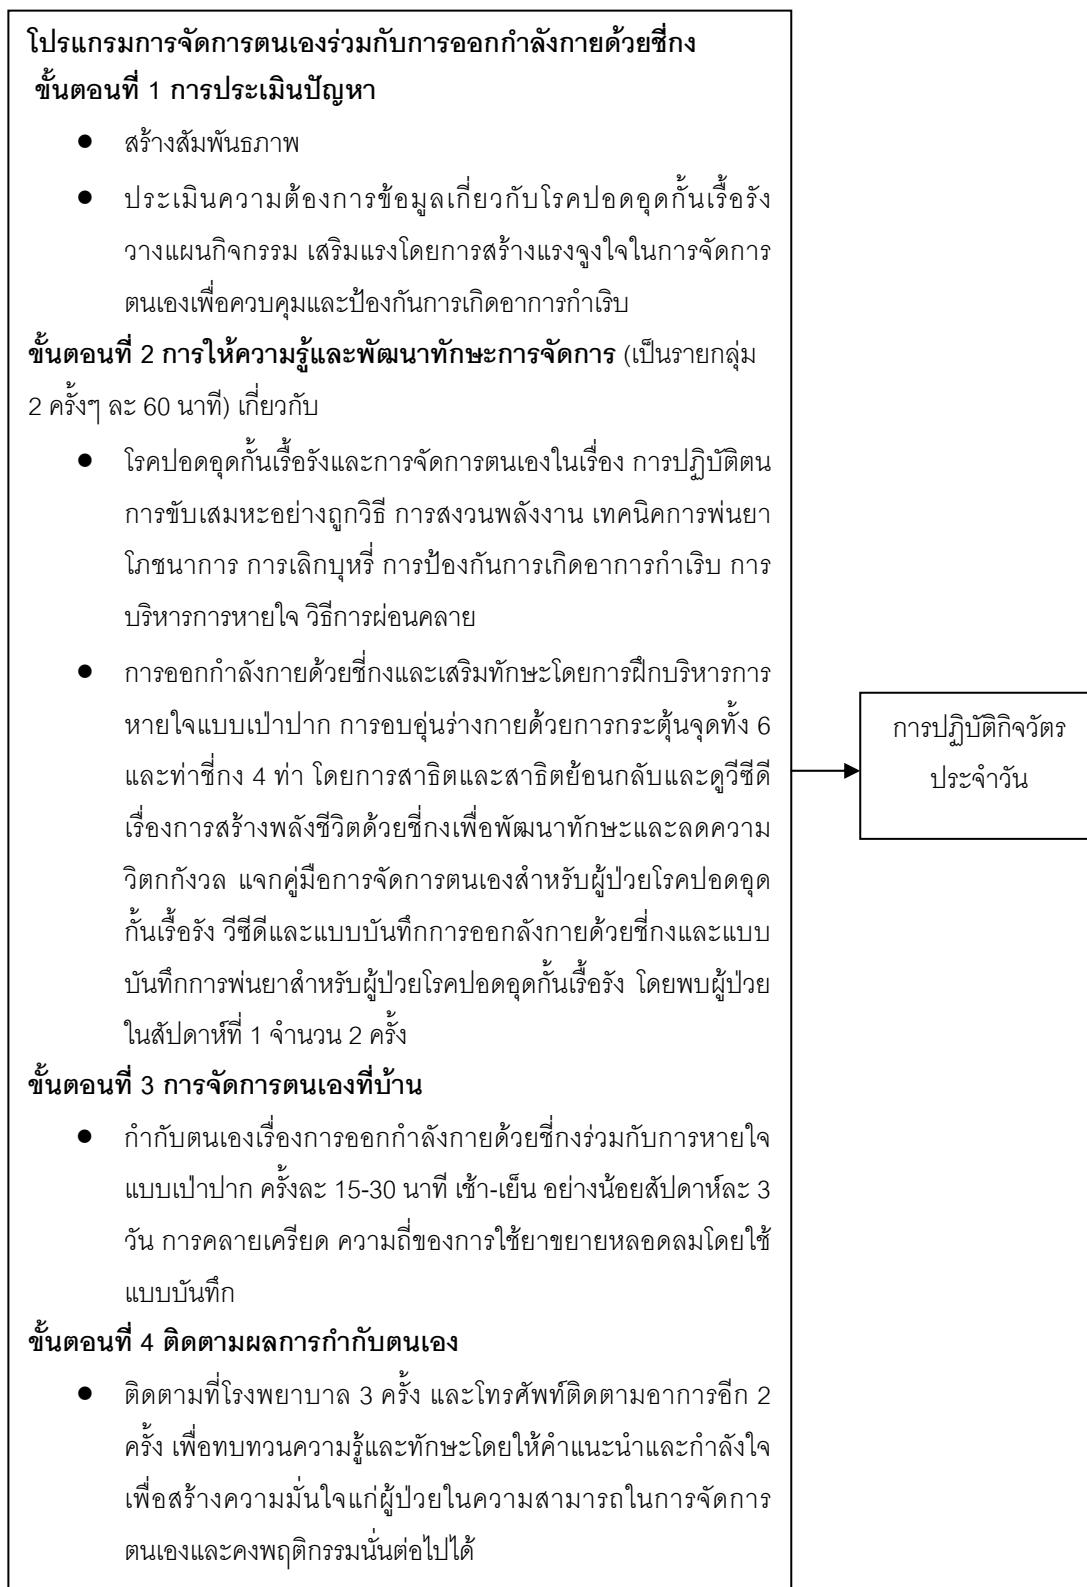 โปรแกรมการจัดการตนเองร่วมกับการออกกำลังกายด้วยชี่กง
ขั้นตอนที่ 1 การประเมินปัญหา
● สร้างสัมพันธภาพ
● ประเมินความต้องการข้อมูลเกี่ยวกับโรคปอดอุดกั้นเรื้อรัง
วางแผนกิจกรรม เสริมแรงโดยการสร้างแรงจูงใจในการจัดการ
ตนเองเพื่อควบคุมและป้องกันการเกิดอาการกำเริบ
ขั้นตอนที่ 2 การให้ความรู้และพัฒนาทักษะการจัดการ (เป็นรายกลุ่ม
2 ครั้งๆ ละ 60 นาที) เกี่ยวกับ
● โรคปอดอุดกั้นเรื้อรังและการจัดการตนเองในเรื่อง การปฏิบัติตน
การขับเสมหะอย่างถูกวิธี การสงวนพลังงาน เทคนิคการพ่นยา
โภชนาการ การเลิกบุหรี่ การป้องกันการเกิดอาการกำเริบ การ
บริหารการหายใจ วิธีการผ่อนคลาย
● การออกกำลังกายด้วยชี่กงและเสริมทักษะโดยการฝึกบริหารการ
หายใจแบบเป่าปาก การอบอุ่นร่างกายด้วยการกระตุ้นจุดทั้ง 6
และท่าชี่กง 4 ท่า โดยการสาธิตและสาธิตย้อนกลับและดูวีซีดี
เรื่องการสร้างพลังชีวิตด้วยชี่กงเพื่อพัฒนาทักษะและลดความ
วิตกกังวล แจกคู่มือการจัดการตนเองสำหรับผู้ป่วยโรคปอดอุด
กั้นเรื้อรัง วีซีดีและแบบบันทึกการออกลังกายด้วยชี่กงและแบบ
บันทึกการพ่นยาสำหรับผู้ป่วยโรคปอดอุดกั้นเรื้อรัง โดยพบผู้ป่วย
ในสัปดาห์ที่ 1 จำนวน 2 ครั้ง
ขั้นตอนที่ 3 การจัดการตนเองที่บ้าน
● กำกับตนเองเรื่องการออกกำลังกายด้วยชี่กงร่วมกับการหายใจ
แบบเป่าปาก ครั้งละ 15-30 นาที เช้า-เย็น อย่างน้อยสัปดาห์ละ 3
วัน การคลายเครียด ความถี่ของการใช้ยาขยายหลอดลมโดยใช้
แบบบันทึก
ขั้นตอนที่ 4 ติดตามผลการกำกับตนเอง
● ติดตามที่โรงพยาบาล 3 ครั้ง และโทรศัพท์ติดตามอาการอีก 2
ครั้ง เพื่อทบทวนความรู้และทักษะโดยให้คำแนะนำและกำลังใจ
เพื่อสร้างความมั่นใจแก่ผู้ป่วยในความสามารถในการจัดการ
ตนเองและคงพฤติกรรมนั่นต่อไปได้
การปฏิบัติกิจวัตร
ประจำวัน